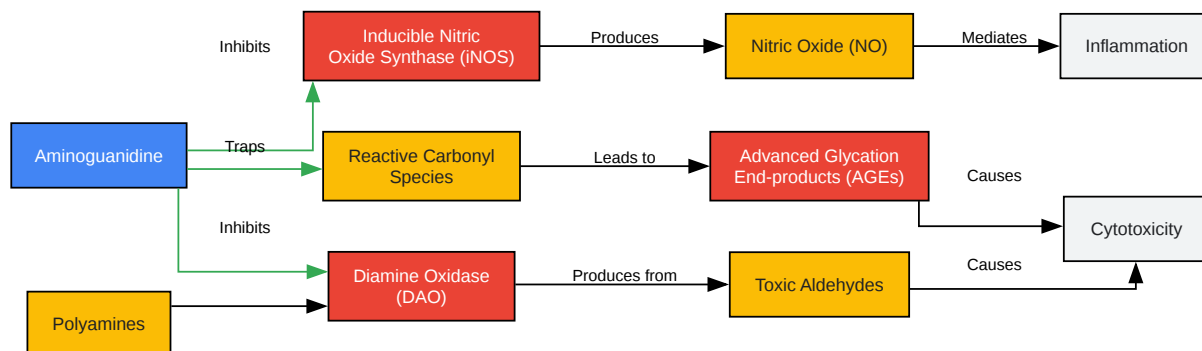 Inhibits
Inducible Nitric
Oxide Synthase (iNOS)
Produces
Nitric Oxide (NO)
Mediates
Inflammation
Aminoguanidine
Traps
Reactive Carbonyl
Species
Leads to
Advanced Glycation
End-products (AGEs)
Causes
Cytotoxicity
Inhibits
Diamine Oxidase
(DAO)
Produces from
Toxic Aldehydes
Causes
Polyamines